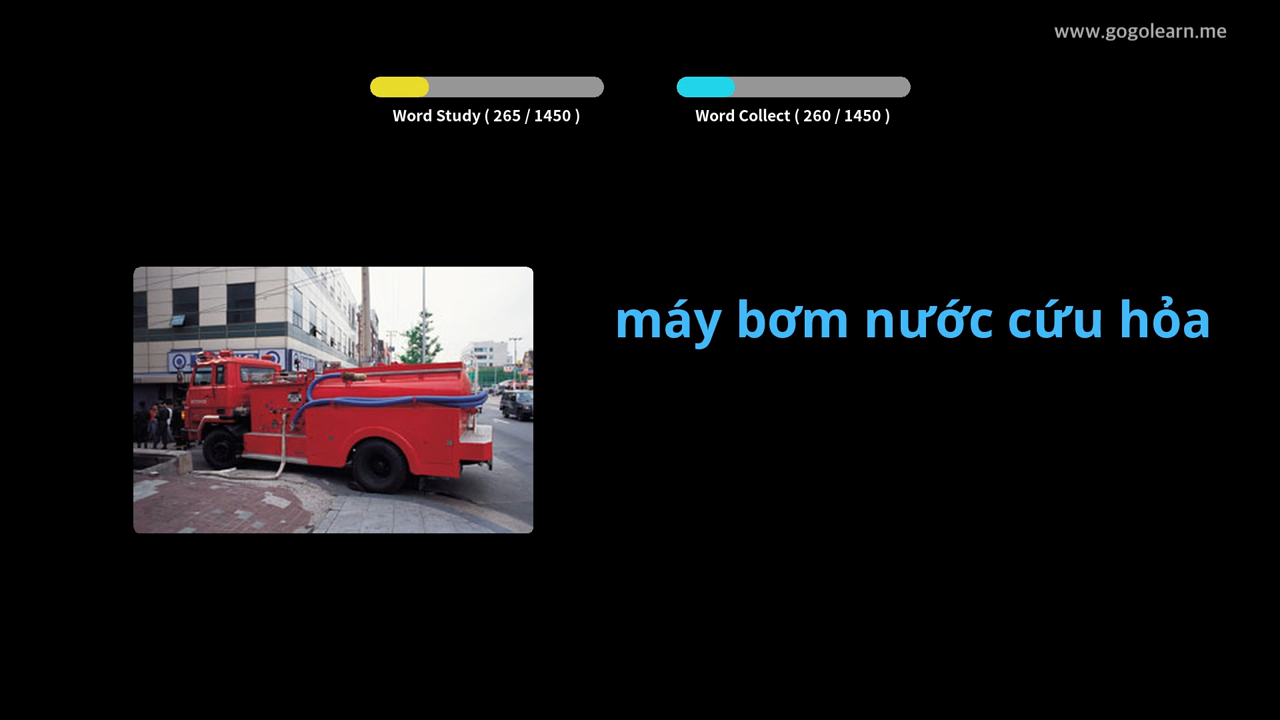 www.gogolearn.me
Word Study ( 265 / 1450 )
Word Collect ( 260 / 1450 )
máy bơm nước cứu hỏa